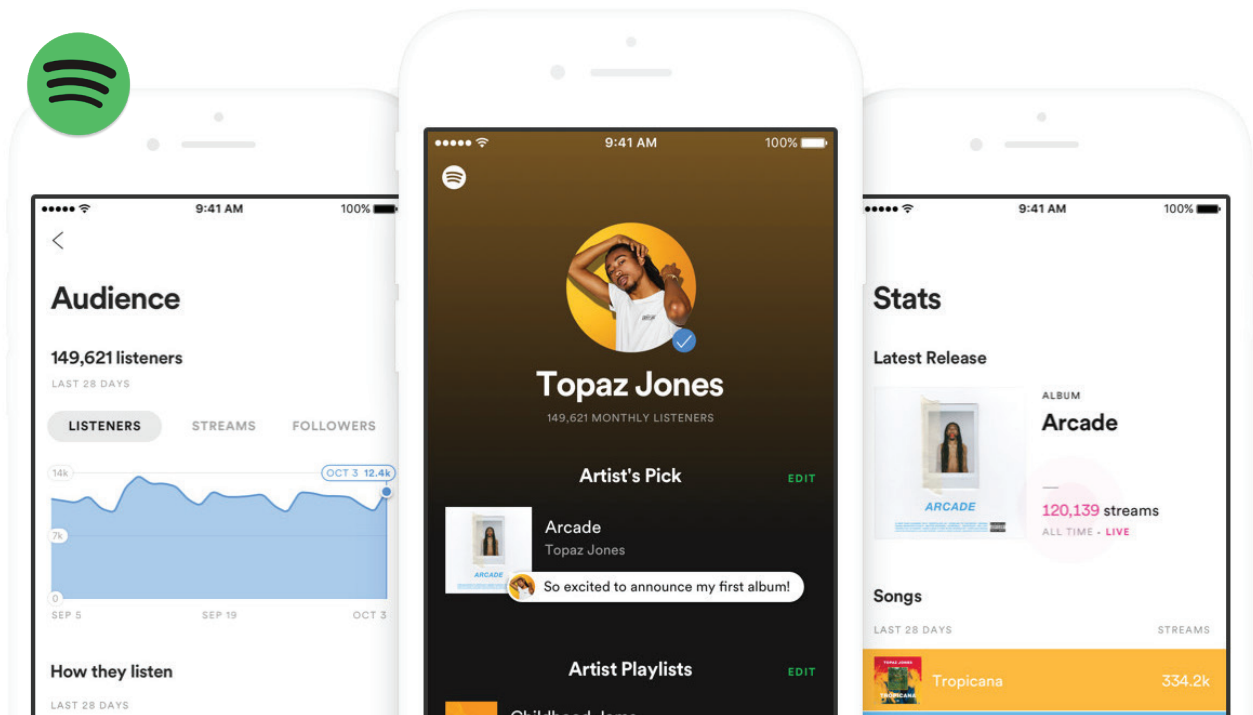 9:41 AM
100%
Audience
149,621 listeners
LAST 28 DAYS
LISTENERS STREAMS FOLLOWERS
14k
OCT 3 12.4k
7k
0
SEP 5 SEP 19 OCT 3
How they listen
LAST 28 DAYS
9:41 AM
100%
Topaz Jones
149,621 MONTHLY LISTENERS
Artist's Pick EDIT
Arcade
Topaz Jones
ARCADE
So excited to announce my first album!
Artist Playlists EDIT
9:41 AM
100%
Stats
Latest Release
ALBUM
Arcade
ARCADE
120,139 streams
ALL TIME - LIVE
Songs
LAST 28 DAYS STREAMS
TOPAZ JONES
TROPICANA
Tropicana 334.2k